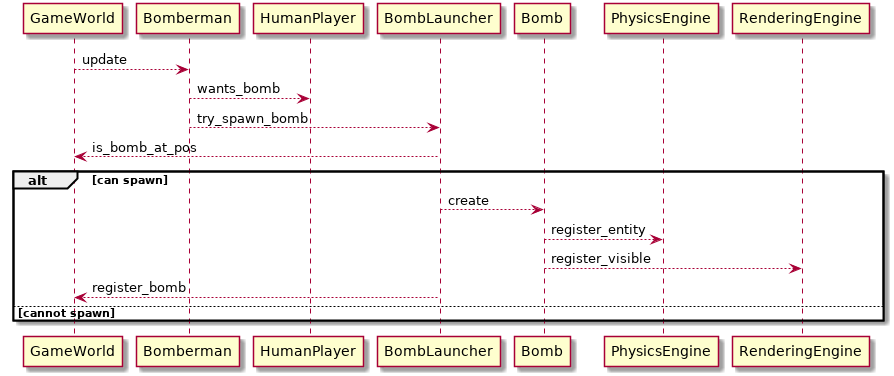 GameWorld Bomberman HumanPlayer BombLauncher Bomb PhysicsEngine RenderingEngine
update
wants_bomb
try_spawn_bomb
is_bomb_at_pos
alt [can spawn]
create
register_entity
register_visible
register_bomb
[cannot spawn]
GameWorld Bomberman HumanPlayer BombLauncher Bomb PhysicsEngine RenderingEngine